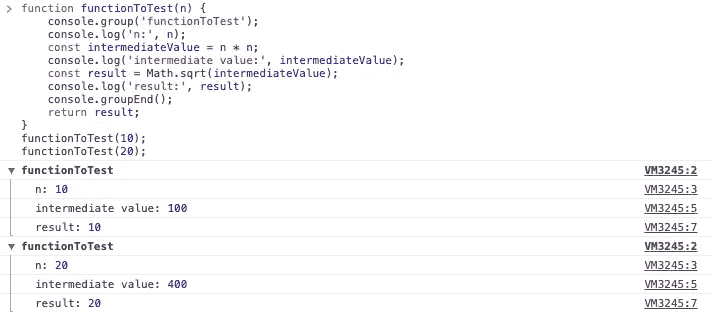 function functionToTest(n) {
    console.group('functionToTest');
    console.log('n:', n);
    const intermediateValue = n * n;
    console.log('intermediate value:', intermediateValue);
    const result = Math.sqrt(intermediateValue);
    console.log('result:', result);
    console.groupEnd();
    return result;
}
functionToTest(10);
functionToTest(20);
functionToTest VM3245:2
n: 10 VM3245:3
intermediate value: 100 VM3245:5
result: 10 VM3245:7
functionToTest VM3245:2
n: 20 VM3245:3
intermediate value: 400 VM3245:5
result: 20 VM3245:7